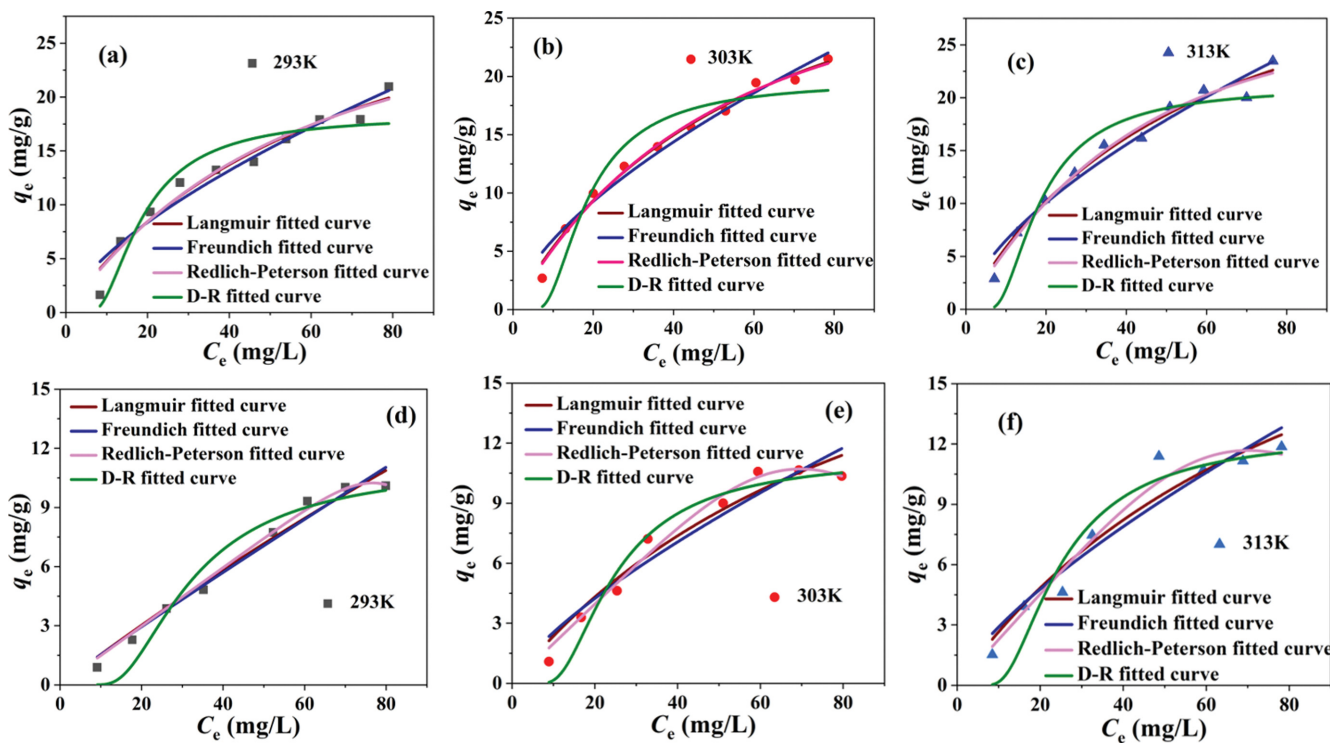 (a)
293K
Langmuir fitted curve
Freundich fitted curve
Redlich-Peterson fitted curve
D-R fitted curve
25
20
15
10
5
0
qe (mg/g)
0 20 40 60 80
Ce (mg/L)
(b)
303K
Langmuir fitted curve
Freundich fitted curve
Redlich-Peterson fitted curve
D-R fitted curve
25
20
15
10
5
0
qe (mg/g)
0 20 40 60 80
Ce (mg/L)
(c)
313K
Langmuir fitted curve
Freundich fitted curve
Redlich-Peterson fitted curve
D-R fitted curve
25
20
15
10
5
0
qe (mg/g)
0 20 40 60 80
Ce (mg/L)
(d)
Langmuir fitted curve
Freundich fitted curve
Redlich-Peterson fitted curve
D-R fitted curve
293K
15
12
9
6
3
0
qe (mg/g)
0 20 40 60 80
Ce (mg/L)
(e)
Langmuir fitted curve
Freundich fitted curve
Redlich-Peterson fitted curve
D-R fitted curve
303K
15
12
9
6
3
0
qe (mg/g)
0 20 40 60 80
Ce (mg/L)
(f)
313K
Langmuir fitted curve
Freundich fitted curve
Redlich-Peterson fitted curve
D-R fitted curve
15
12
9
6
3
0
qe (mg/g)
0 20 40 60 80
Ce (mg/L)